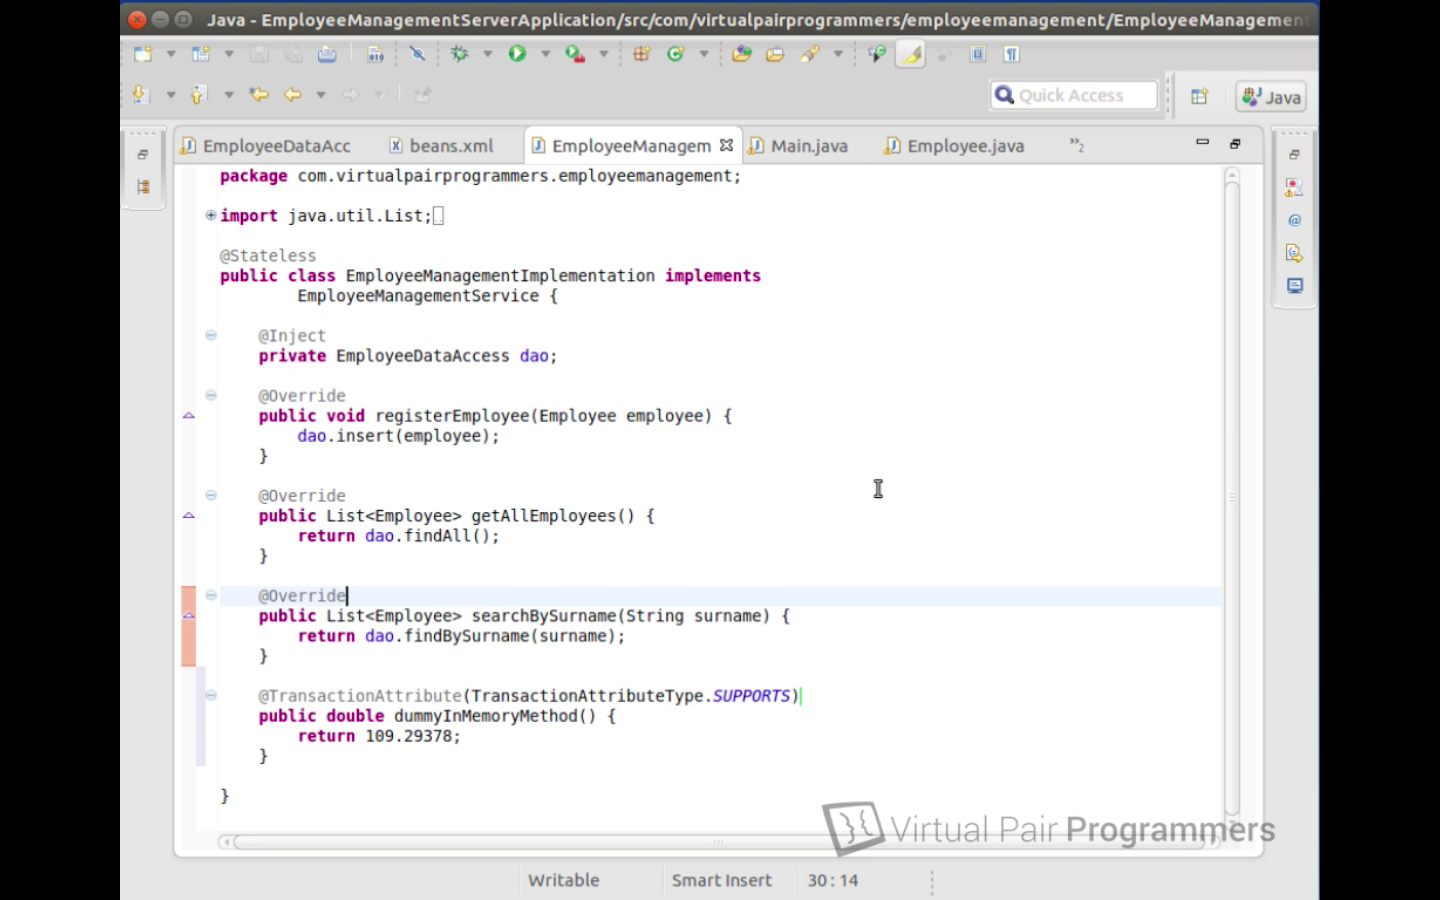 Java - EmployeeManagementServerApplication/src/com/virtualpairprogrammers/employeemanagement/EmployeeManagement
Quick Access
Java
EmployeeDataAcc beans.xml EmployeeManagem Main.java Employee.java »2
package com.virtualpairprogrammers.employeemanagement;
import java.util.List;
@Stateless
public class EmployeeManagementImplementation implements
EmployeeManagementService {
@Inject
private EmployeeDataAccess dao;
@Override
public void registerEmployee(Employee employee) {
dao.insert(employee);
}
@Override
public List<Employee> getAllEmployees() {
return dao.findAll();
}
@Override
public List<Employee> searchBySurname(String surname) {
return dao.findBySurname(surname);
}
@TransactionAttribute(TransactionAttributeType.SUPPORTS)
public double dummyInMemoryMethod() {
return 109.29378;
}
}
Virtual Pair Programmers
Writable Smart Insert 30:14